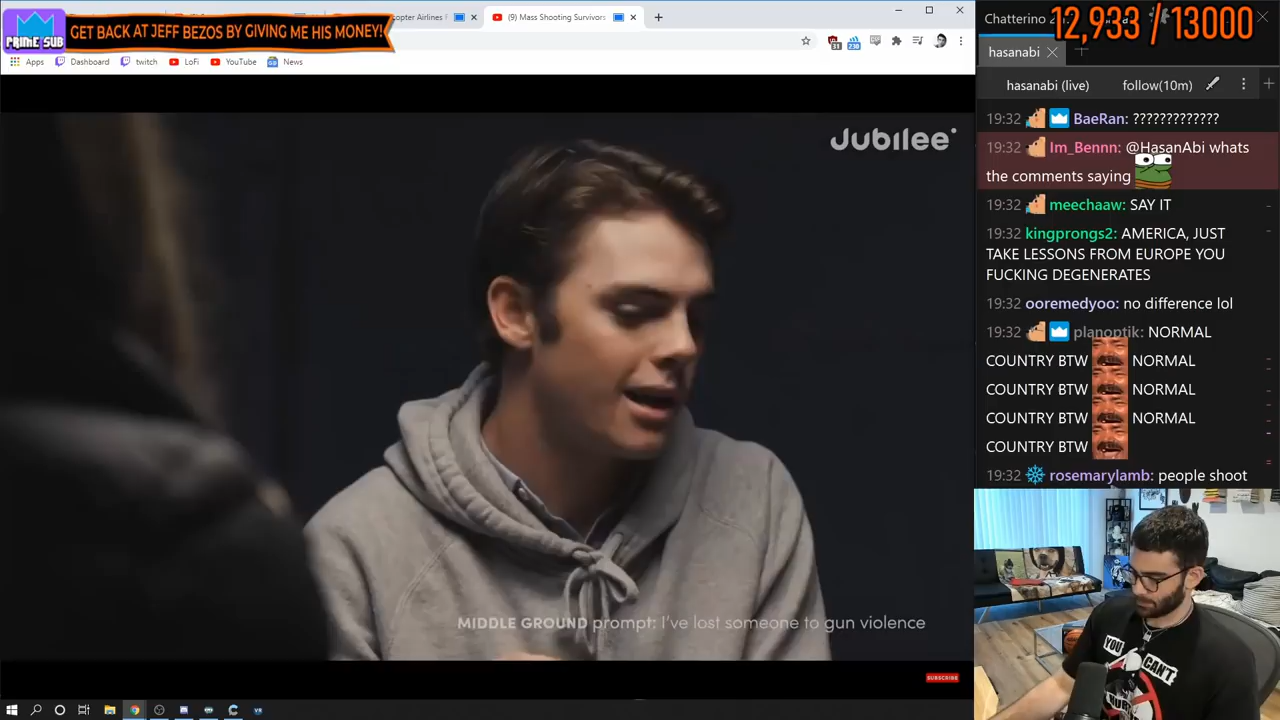 PRIME SUB
GET BACK AT JEFF BEZOS BY GIVING ME HIS MONEY!
copter Airlines
(9) Mass Shooting Survivors
Chatterino 2
12,933 / 13000
hasanabi
Apps
Dashboard
twitch
LoFi
YouTube
News
hasanabi (live)
follow(10m)
Jubilee
19:32 BaeRan: ?????????????
19:32 Im_Bennn: @HasanAbi whats
the comments saying
19:32 meechaaw: SAY IT
19:32 kingprongs2: AMERICA, JUST
TAKE LESSONS FROM EUROPE YOU
FUCKING DEGENERATES
19:32 ooremedyoo: no difference lol
19:32 planoptik: NORMAL
COUNTRY BTW NORMAL
COUNTRY BTW NORMAL
COUNTRY BTW NORMAL
COUNTRY BTW
19:32 rosemarylamb: people shoot
MIDDLE GROUND prompt: I've lost someone to gun violence
SUBSCRIBE
YOU
CAN'T